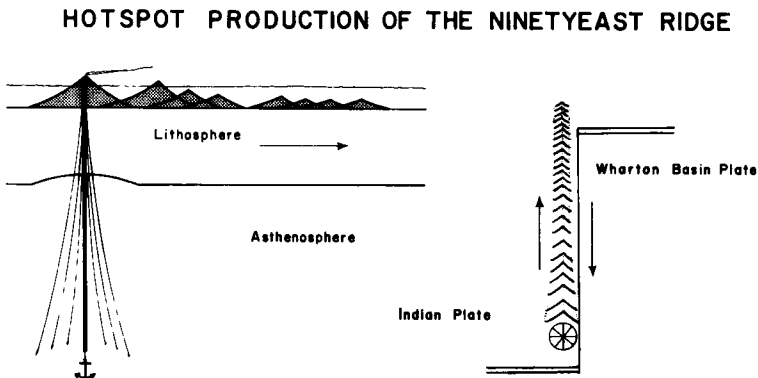 HOTSPOT PRODUCTION OF THE NINETYEAST RIDGE
Lithosphere
Asthenosphere
Wharton Basin Plate
Indian Plate